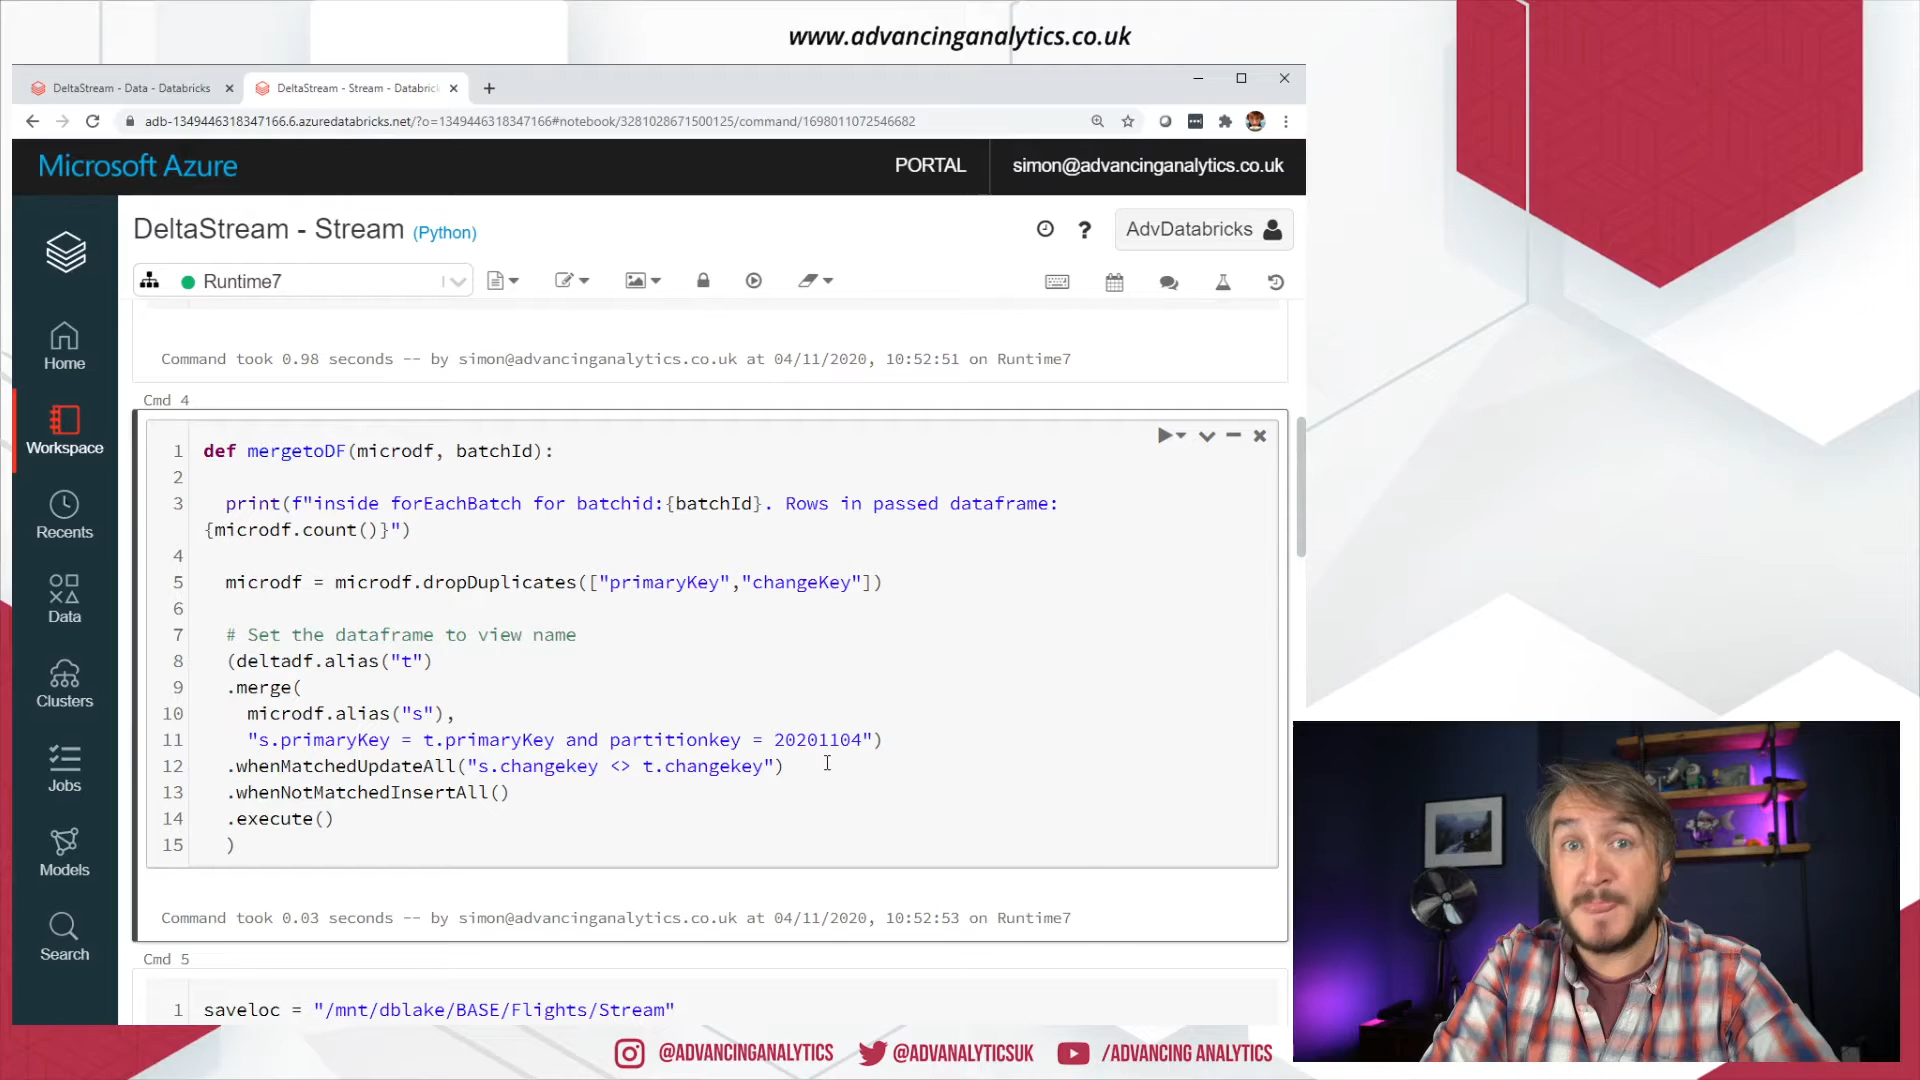 www.advancinganalytics.co.uk
DeltaStream - Data - Databricks
DeltaStream - Stream - Databric
adb-1349446318347166.6.azuredatabricks.net/?o=1349446318347166#notebook/3281028671500125/command/1698011072546682
Microsoft Azure
PORTAL
simon@advancinganalytics.co.uk
DeltaStream - Stream (Python)
AdvDatabricks
Runtime7
Home
Workspace
Recents
Data
Clusters
Jobs
Models
Search
Command took 0.98 seconds -- by simon@advancinganalytics.co.uk at 04/11/2020, 10:52:51 on Runtime7
Cmd 4
1 def mergetoDF(microdf, batchId):
2
3 print(f"inside forEachBatch for batchid:{batchId}. Rows in passed dataframe:
{microdf.count()}")
4
5 microdf = microdf.dropDuplicates(["primaryKey","changeKey"])
6
7 # Set the dataframe to view name
8 (deltadf.alias("t")
9 .merge(
10 microdf.alias("s"),
11 "s.primaryKey = t.primaryKey and partitionkey = 20201104")
12 .whenMatchedUpdateAll("s.changekey <> t.changekey")
13 .whenNotMatchedInsertAll()
14 .execute()
15 )
Command took 0.03 seconds -- by simon@advancinganalytics.co.uk at 04/11/2020, 10:52:53 on Runtime7
Cmd 5
1 saveloc = "/mnt/dblake/BASE/Flights/Stream"
@ADVANCINGANALYTICS
@ADVANALYTICSUK
/ADVANCING ANALYTICS